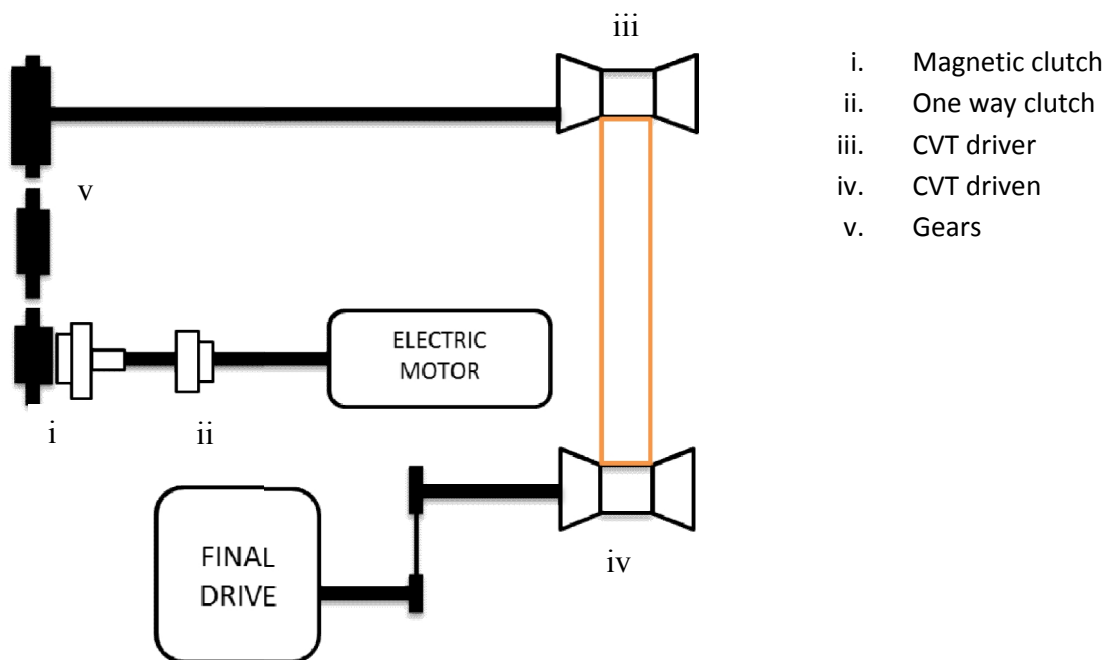 iii
i. Magnetic clutch
ii. One way clutch
iii. CVT driver
iv. CVT driven
v. Gears
v
ELECTRIC
MOTOR
i
ii
FINAL
DRIVE
iv